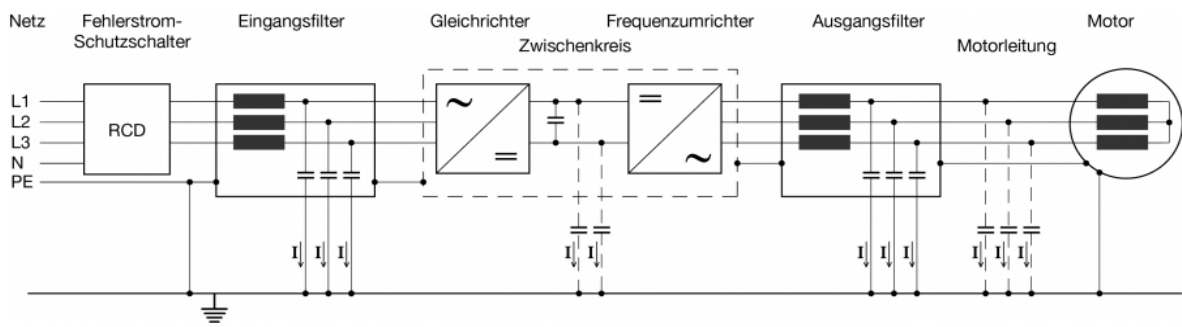 Netz Fehlerstrom- Eingangsfilter Gleichrichter Frequenzumrichter Ausgangsfilter Motor
Schutzschalter Zwischenkreis Motorleitung
L1
L2
L3
N
PE
RCD
I I I I I I I I I I